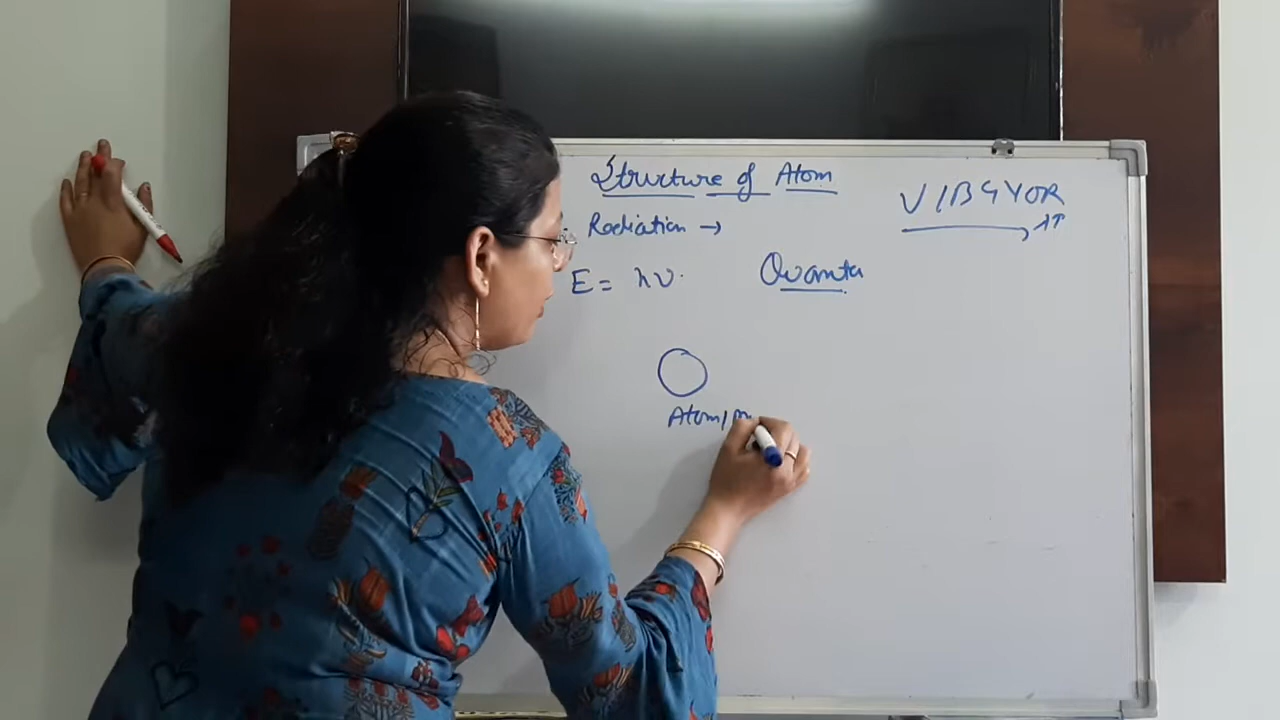 Structure of Atom
VIBGYOR
λ↑
Radiation →
E = hν
Quanta
Atom/m